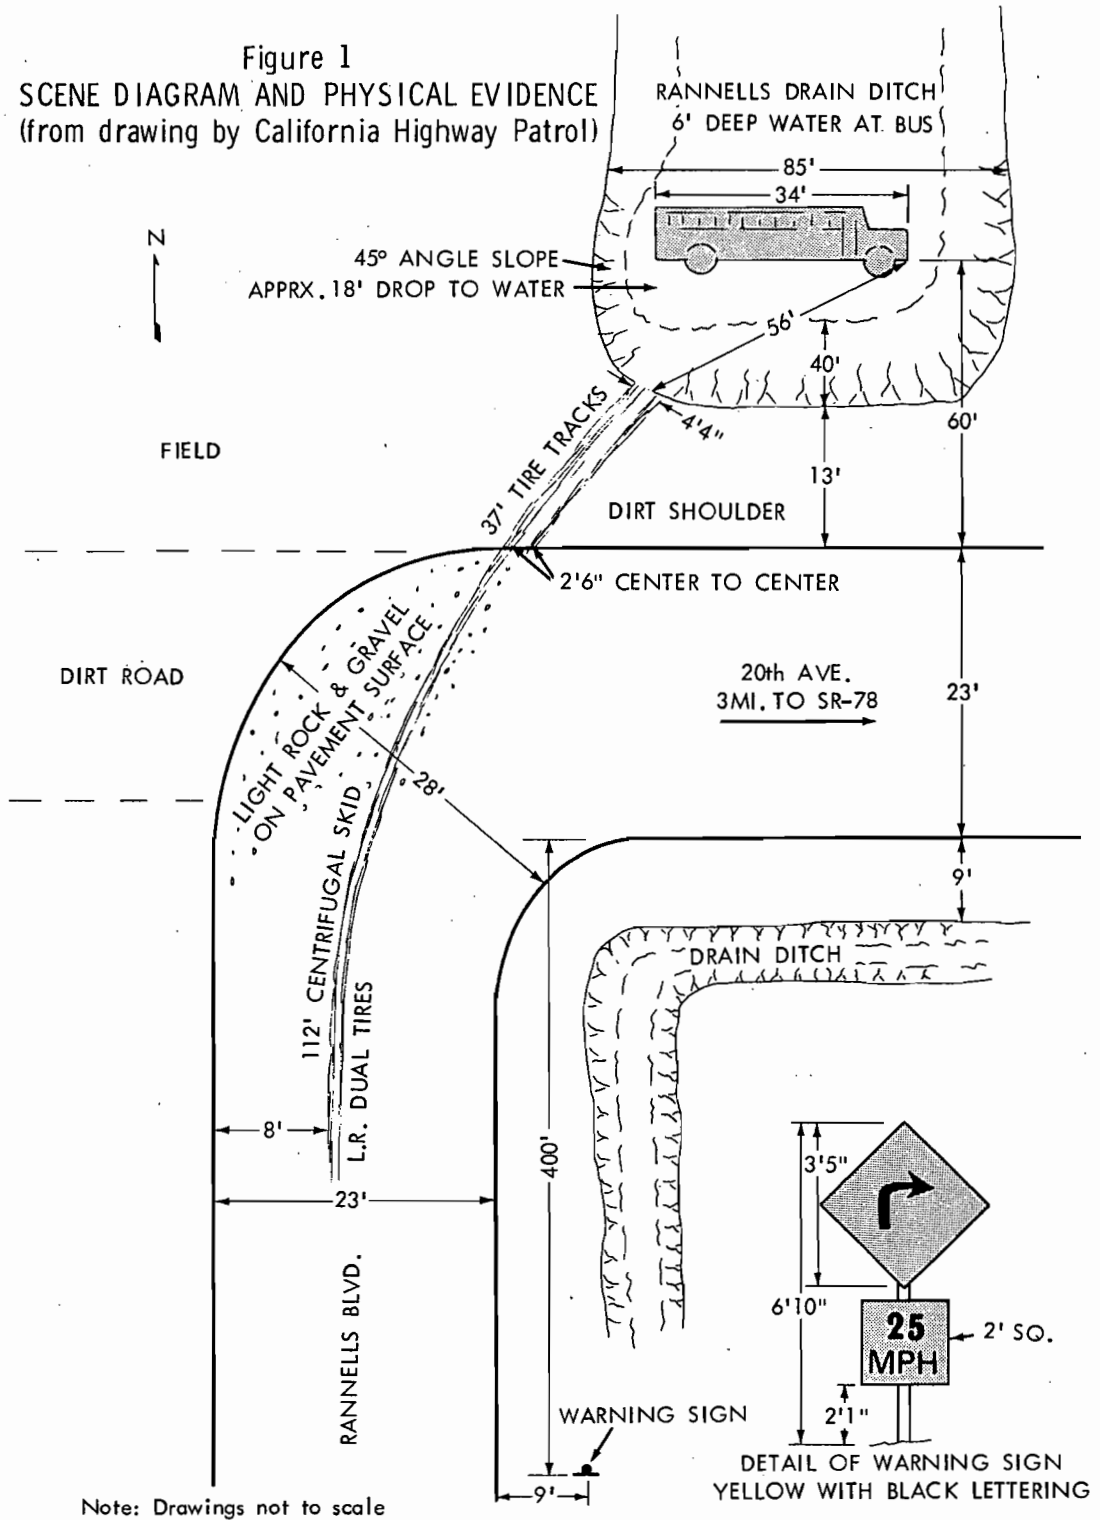 Figure 1
SCENE DIAGRAM AND PHYSICAL EVIDENCE
(from drawing by California Highway Patrol)
RANNELLS DRAIN DITCH
6' DEEP WATER AT BUS
85'
34'
N
45° ANGLE SLOPE
APPRX. 18' DROP TO WATER
56'
40'
4'4"
60'
13'
FIELD
37' TIRE TRACKS
DIRT SHOULDER
2'6" CENTER TO CENTER
DIRT ROAD
LIGHT ROCK & GRAVEL
ON PAVEMENT SURFACE
20th AVE.
3MI. TO SR-78
23'
28'
112' CENTRIFUGAL SKID
L.R. DUAL TIRES
9'
DRAIN DITCH
8'
23'
400'
RANNELLS BLVD.
3'5"
6'10"
25
MPH
2' SQ.
2'1"
WARNING SIGN
9'
DETAIL OF WARNING SIGN
YELLOW WITH BLACK LETTERING
Note: Drawings not to scale